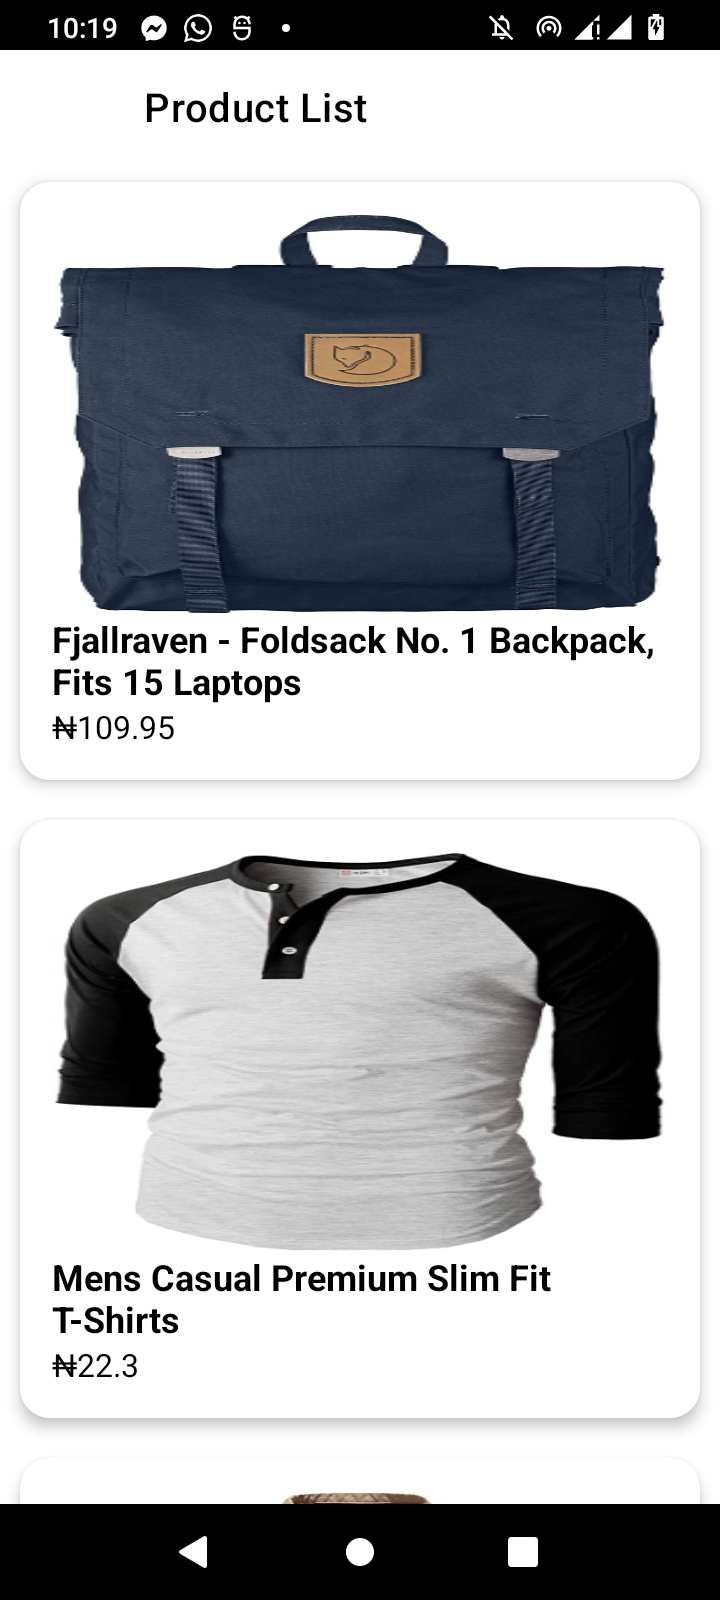 10:19
Product List
Fjallraven - Foldsack No. 1 Backpack,
Fits 15 Laptops
₦109.95
Mens Casual Premium Slim Fit
T-Shirts
₦22.3